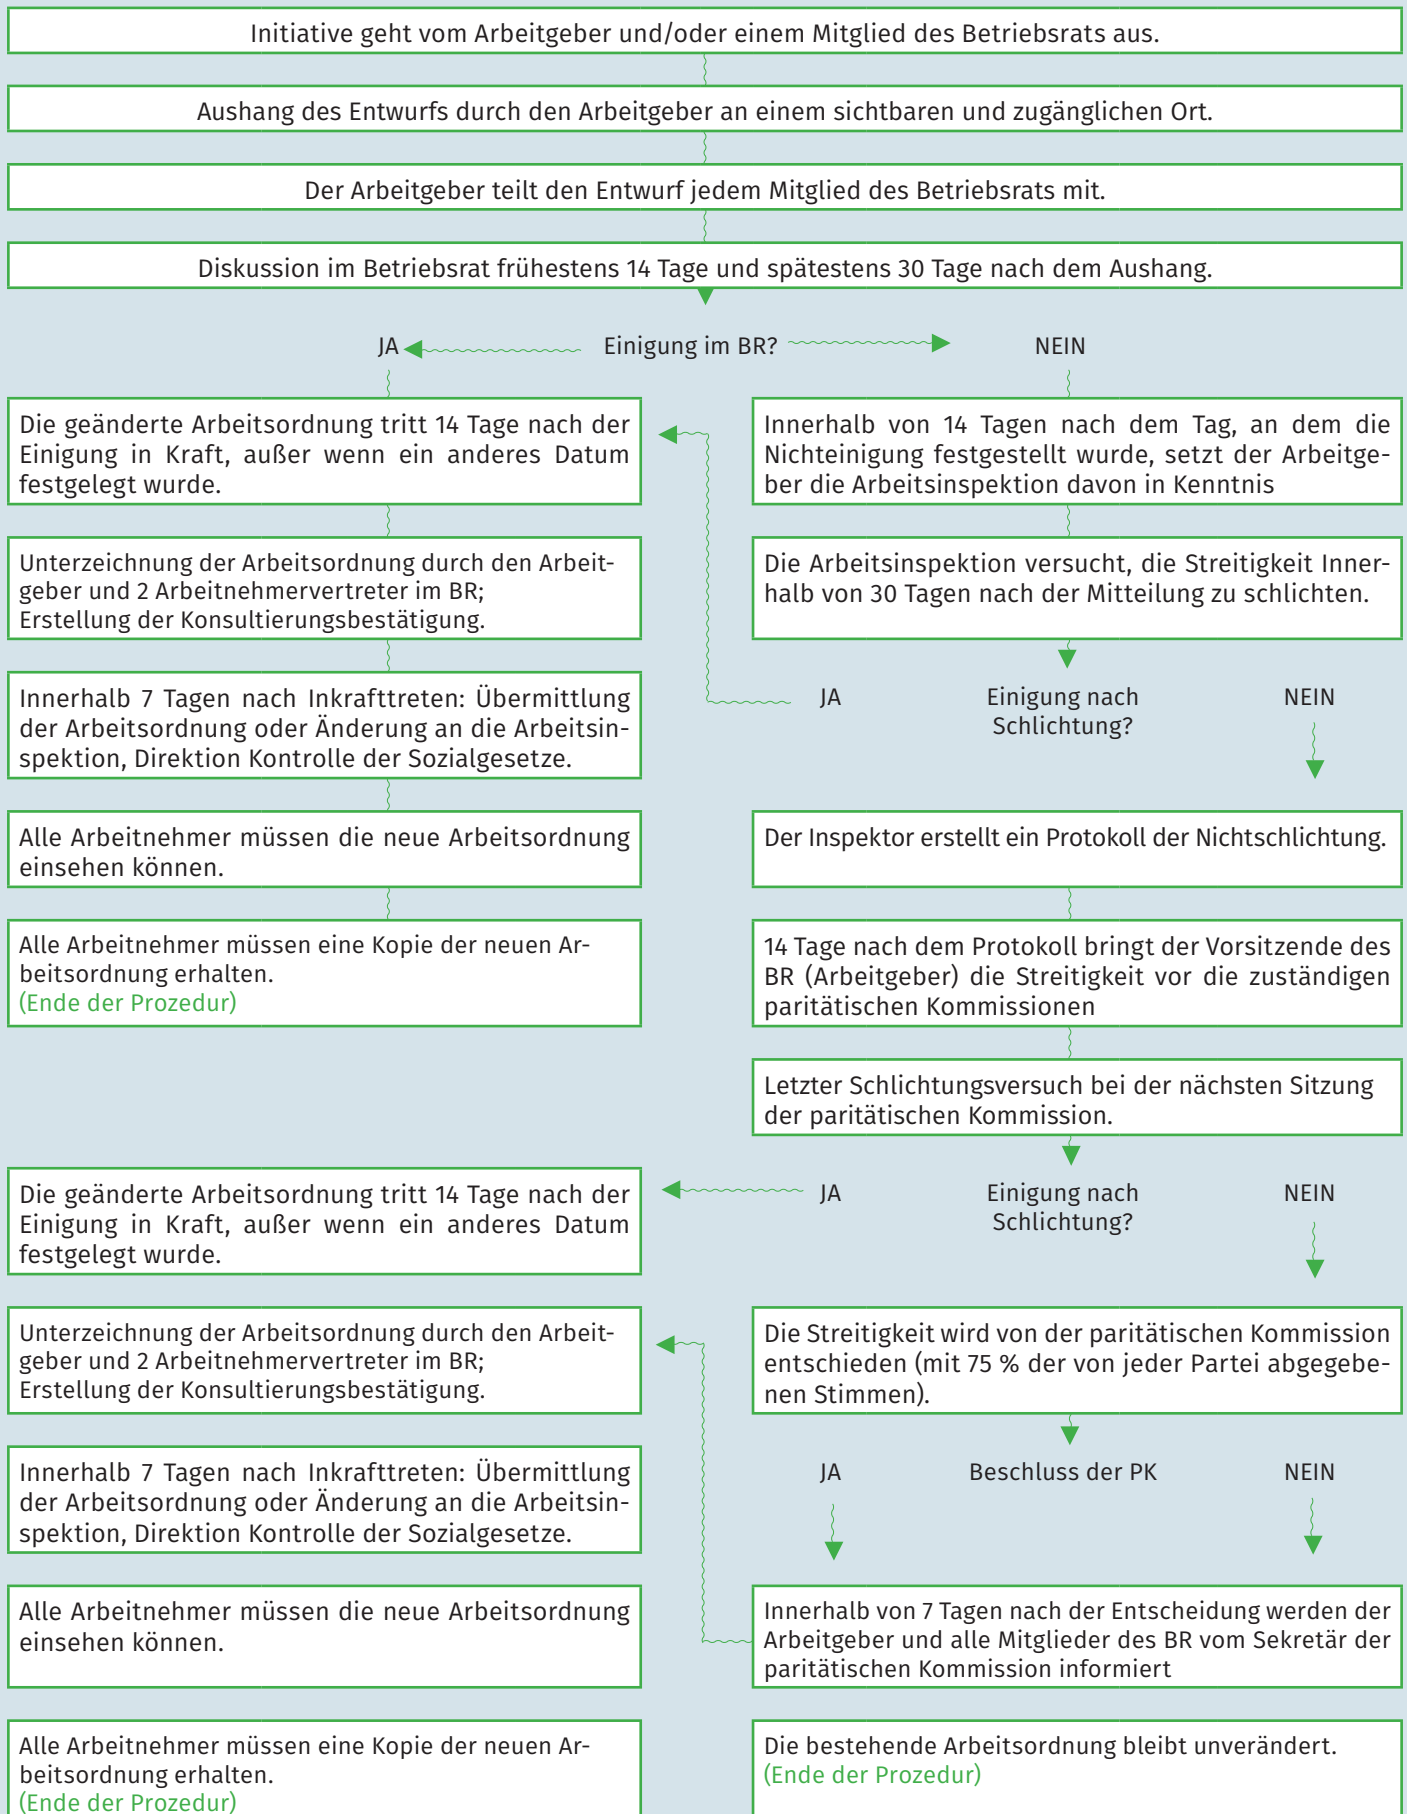 Initiative geht vom Arbeitgeber und/oder einem Mitglied des Betriebsrats aus.
Aushang des Entwurfs durch den Arbeitgeber an einem sichtbaren und zugänglichen Ort.
Der Arbeitgeber teilt den Entwurf jedem Mitglied des Betriebsrats mit.
Diskussion im Betriebsrat frühestens 14 Tage und spätestens 30 Tage nach dem Aushang.
JA Einigung im BR? NEIN
Die geänderte Arbeitsordnung tritt 14 Tage nach der
Einigung in Kraft, außer wenn ein anderes Datum
festgelegt wurde.
Innerhalb von 14 Tagen nach dem Tag, an dem die
Nichteinigung festgestellt wurde, setzt der Arbeitge-
ber die Arbeitsinspektion davon in Kenntnis
Unterzeichnung der Arbeitsordnung durch den Arbeit-
geber und 2 Arbeitnehmervertreter im BR;
Erstellung der Konsultierungsbestätigung.
Die Arbeitsinspektion versucht, die Streitigkeit Inner-
halb von 30 Tagen nach der Mitteilung zu schlichten.
Innerhalb 7 Tagen nach Inkrafttreten: Übermittlung
der Arbeitsordnung oder Änderung an die Arbeitsin-
spektion, Direktion Kontrolle der Sozialgesetze.
JA Einigung nach NEIN
Schlichtung?
Alle Arbeitnehmer müssen die neue Arbeitsordnung
einsehen können.
Der Inspektor erstellt ein Protokoll der Nichtschlichtung.
Alle Arbeitnehmer müssen eine Kopie der neuen Ar-
beitsordnung erhalten.
(Ende der Prozedur)
14 Tage nach dem Protokoll bringt der Vorsitzende des
BR (Arbeitgeber) die Streitigkeit vor die zuständigen
paritätischen Kommissionen
Letzter Schlichtungsversuch bei der nächsten Sitzung
der paritätischen Kommission.
Die geänderte Arbeitsordnung tritt 14 Tage nach der
Einigung in Kraft, außer wenn ein anderes Datum
festgelegt wurde.
JA Einigung nach NEIN
Schlichtung?
Unterzeichnung der Arbeitsordnung durch den Arbeit-
geber und 2 Arbeitnehmervertreter im BR;
Erstellung der Konsultierungsbestätigung.
Die Streitigkeit wird von der paritätischen Kommission
entschieden (mit 75 % der von jeder Partei abgegebe-
nen Stimmen).
Innerhalb 7 Tagen nach Inkrafttreten: Übermittlung
der Arbeitsordnung oder Änderung an die Arbeitsin-
spektion, Direktion Kontrolle der Sozialgesetze.
JA Beschluss der PK NEIN
Alle Arbeitnehmer müssen die neue Arbeitsordnung
einsehen können.
Innerhalb von 7 Tagen nach der Entscheidung werden der
Arbeitgeber und alle Mitglieder des BR vom Sekretär der
paritätischen Kommission informiert
Alle Arbeitnehmer müssen eine Kopie der neuen Ar-
beitsordnung erhalten.
(Ende der Prozedur)
Die bestehende Arbeitsordnung bleibt unverändert.
(Ende der Prozedur)